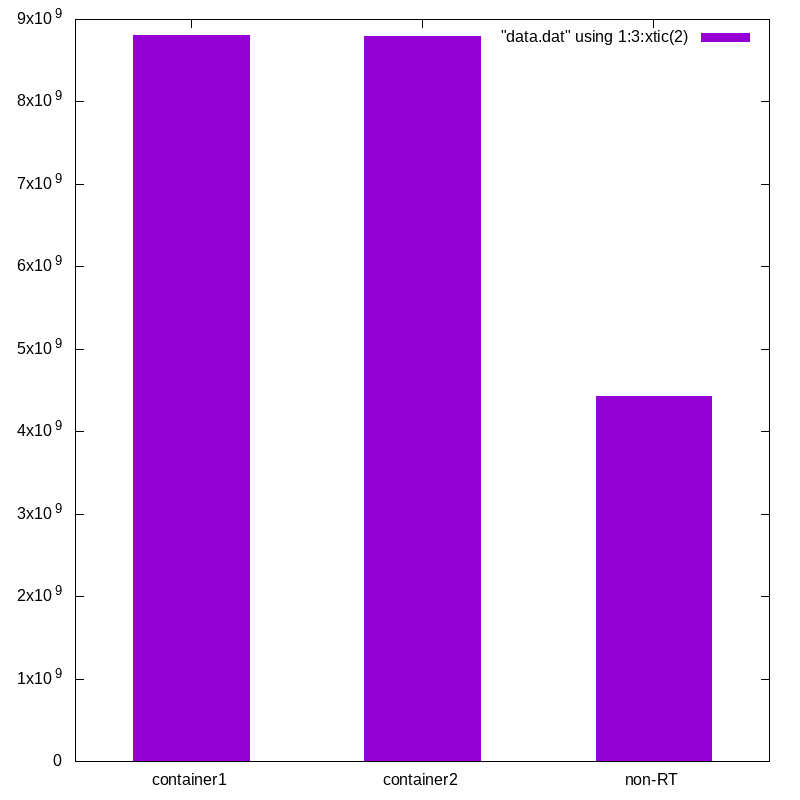 9x10^9
"data.dat" using 1:3:xtic(2)
8x10^9
7x10^9
6x10^9
5x10^9
4x10^9
3x10^9
2x10^9
1x10^9
0
container1 container2 non-RT